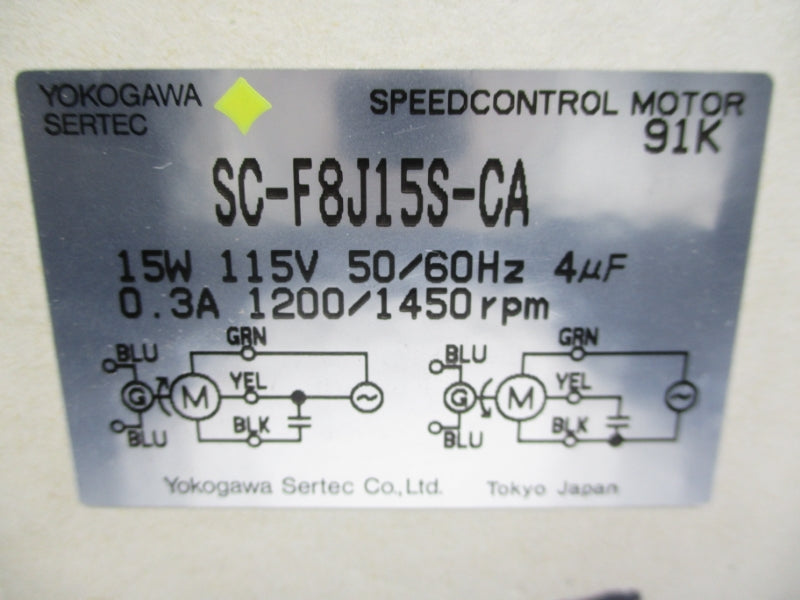 YOKOGAWA
SERTEC
SPEEDCONTROL MOTOR
91K
SC-F8J15S-CA
15W 115V 50/60Hz 4μF
0.3A 1200/1450rpm
GRN
BLU
YEL
G
M
~
BLK
BLU
GRN
BLU
YEL
G
M
~
BLK
BLU
Yokogawa Sertec Co.,Ltd. Tokyo Japan